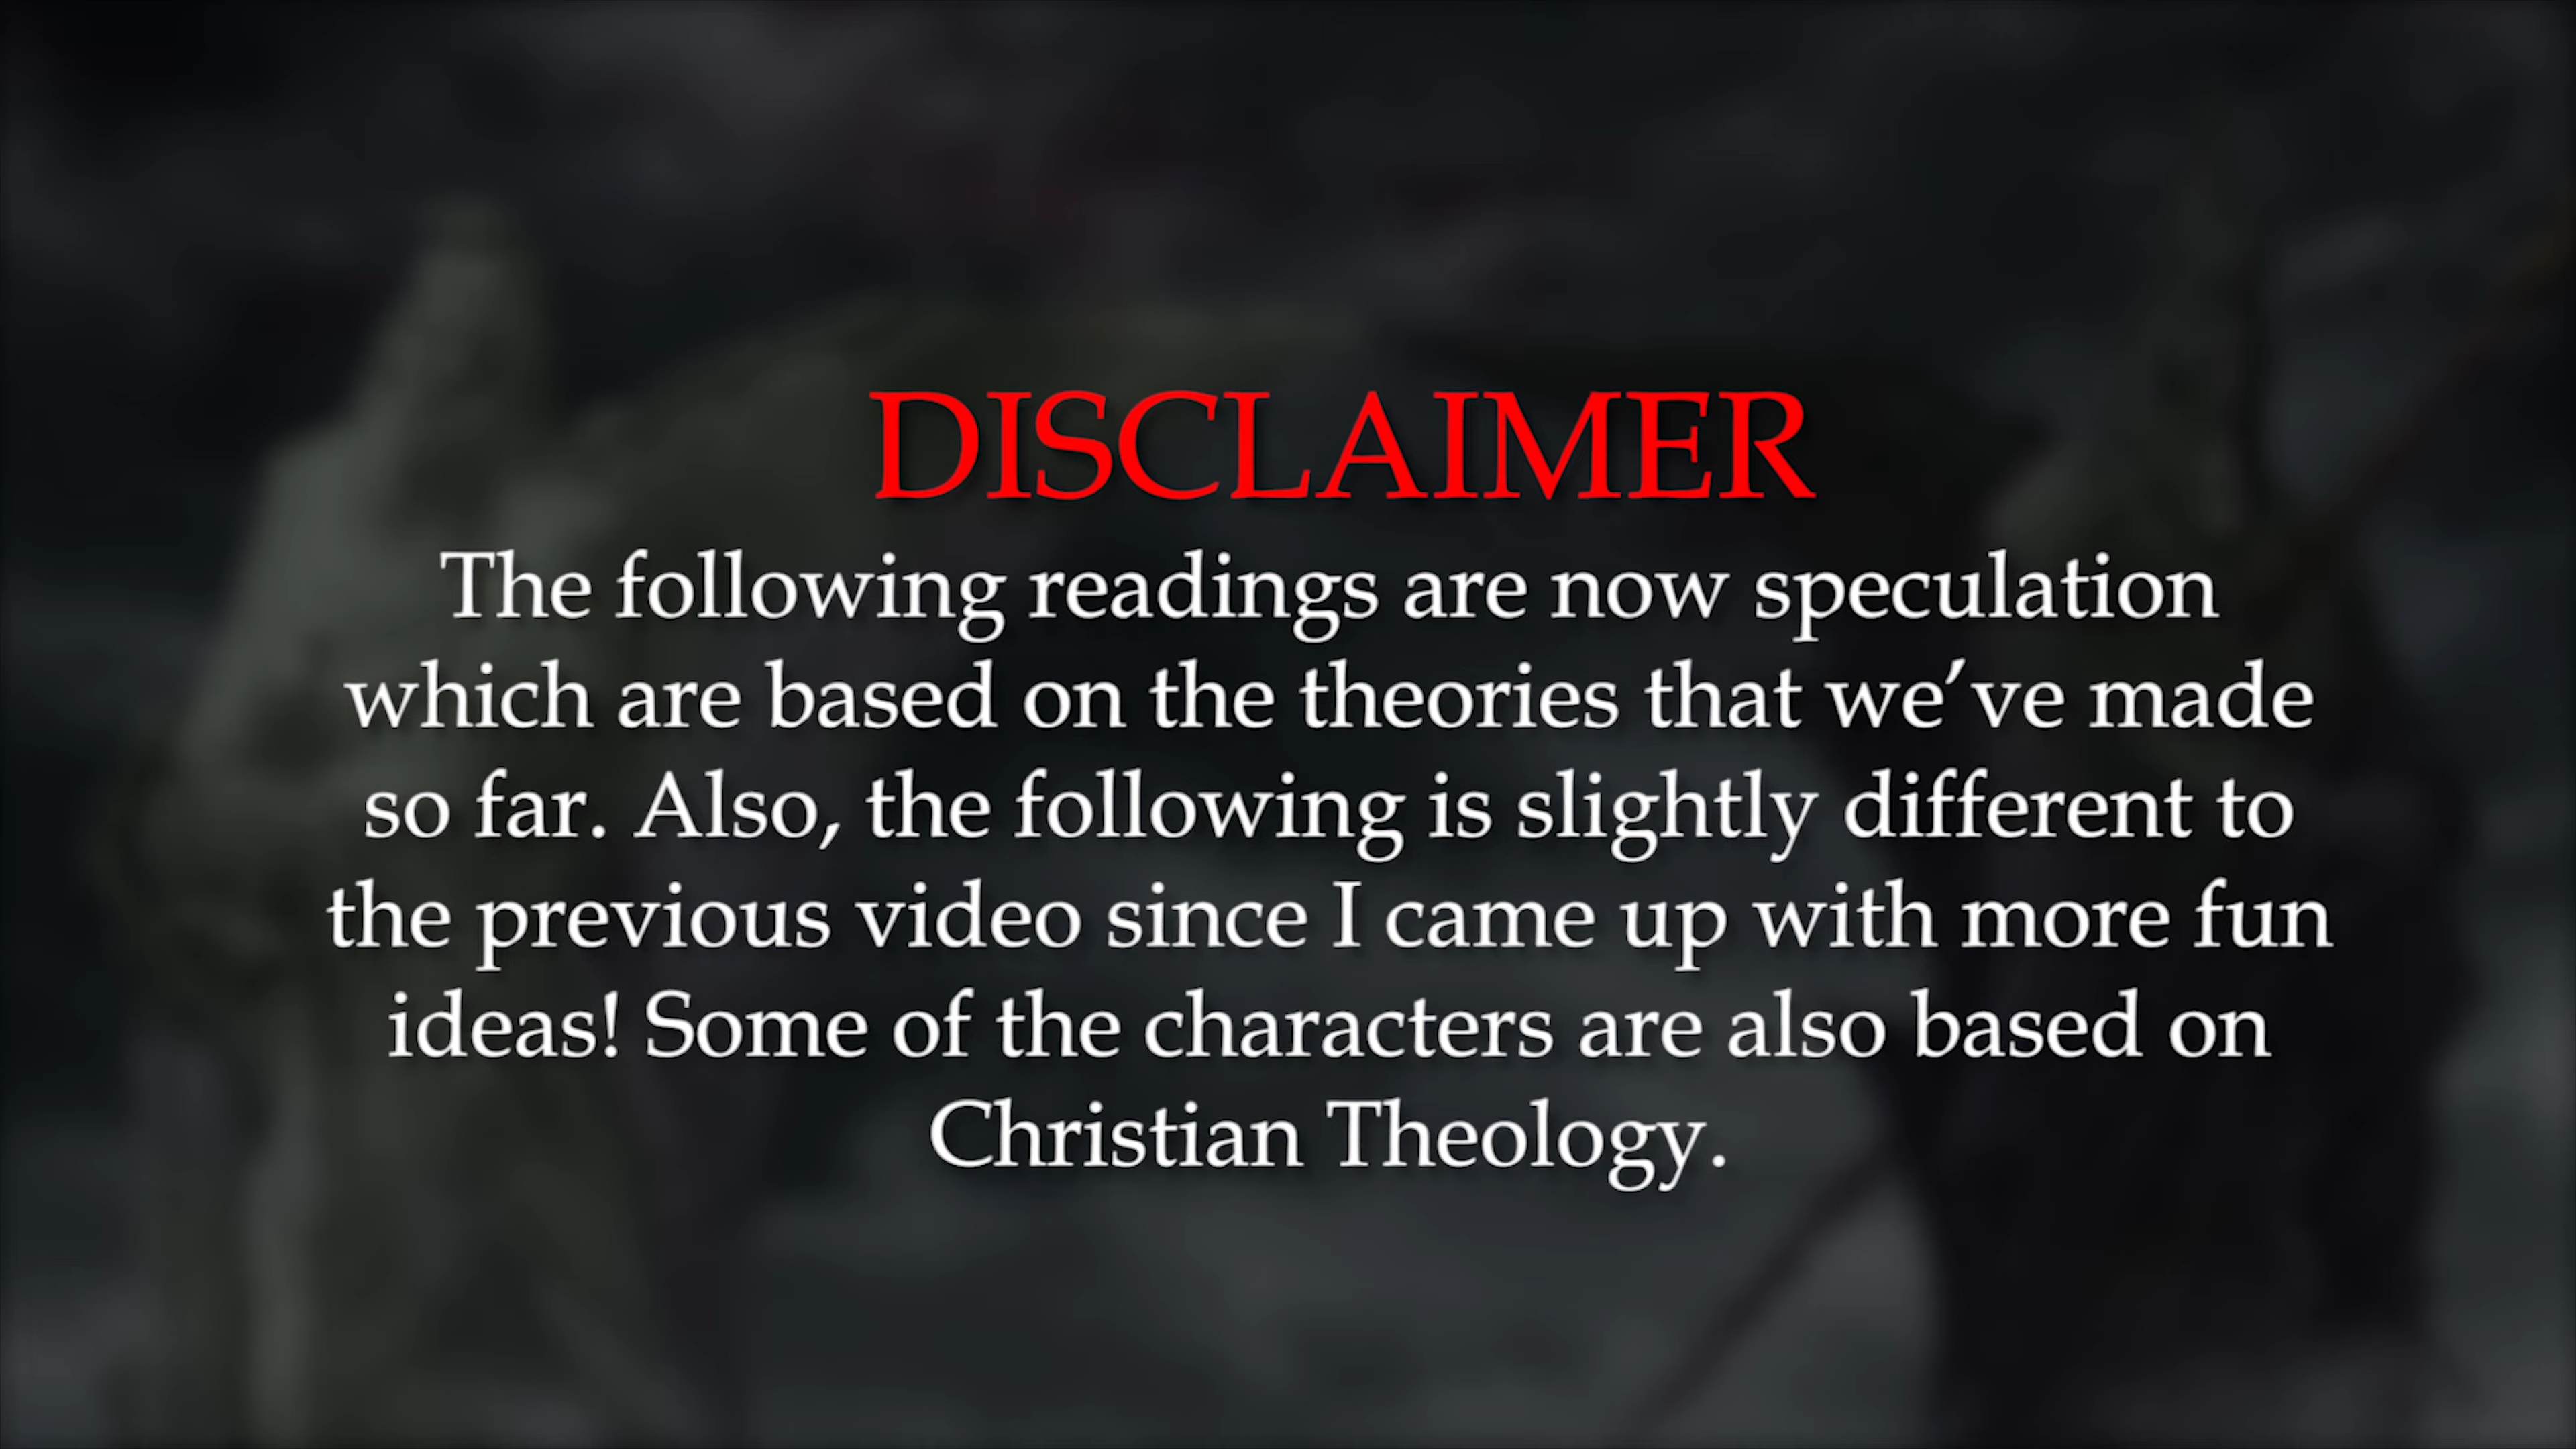 DISCLAIMER
The following readings are now speculation
which are based on the theories that we’ve made
so far. Also, the following is slightly different to
the previous video since I came up with more fun
ideas! Some of the characters are also based on
Christian Theology.